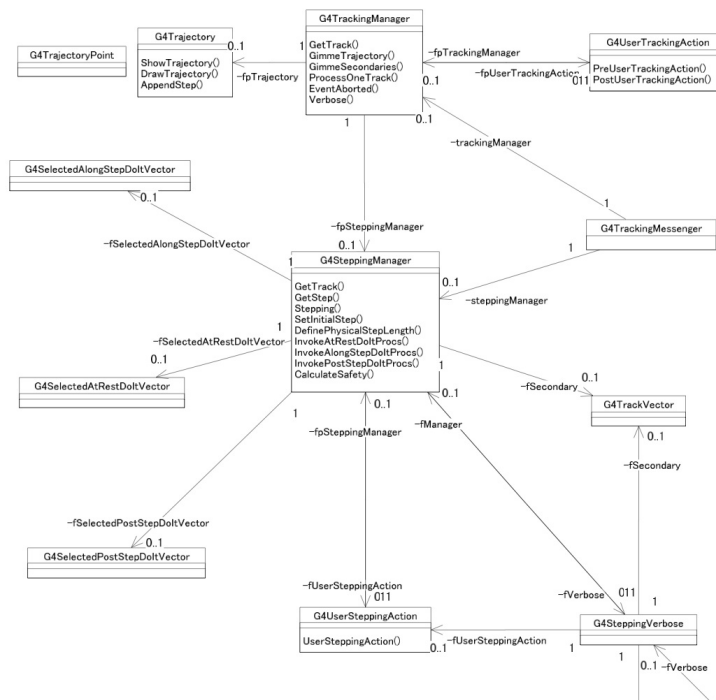 G4TrackingManager
GetTrack()
GimmeTrajectory()
GimmeSecondaries()
ProcessOneTrack()
EventAborted()
Verbose()
G4Trajectory
ShowTrajectory()
DrawTrajectory()
AppendStep()
G4TrajectoryPoint
0..1
1
-fpTrajectory
-fpTrackingManager
0..1
-fpUserTrackingAction
011
G4UserTrackingAction
PreUserTrackingAction()
PostUserTrackingAction()
0..1
-trackingManager
1
1
-fpSteppingManager
0..1
G4SelectedAlongStepDoItVector
0..1
-fSelectedAlongStepDoItVector
1
G4TrackingMessenger
1
0..1
-steppingManager
G4SteppingManager
GetTrack()
GetStep()
Stepping()
SetInitialStep()
DefinePhysicalStepLength()
InvokeAtRestDoItProcs()
InvokeAlongStepDoItProcs()
InvokePostStepDoItProcs()
CalculateSafety()
1
-fSelectedAtRestDoItVector
0..1
G4SelectedAtRestDoItVector
1
-fSecondary
0..1
G4TrackVector
0..1
-fSecondary
1
1
-fSelectedPostStepDoItVector
0..1
G4SelectedPostStepDoItVector
0..1
-fpSteppingManager
0..1
-fManager
-fUserSteppingAction
011
G4UserSteppingAction
UserSteppingAction()
-fVerbose
011
G4SteppingVerbose
-fUserSteppingAction
0..1
1
1
0..1
-fVerbose